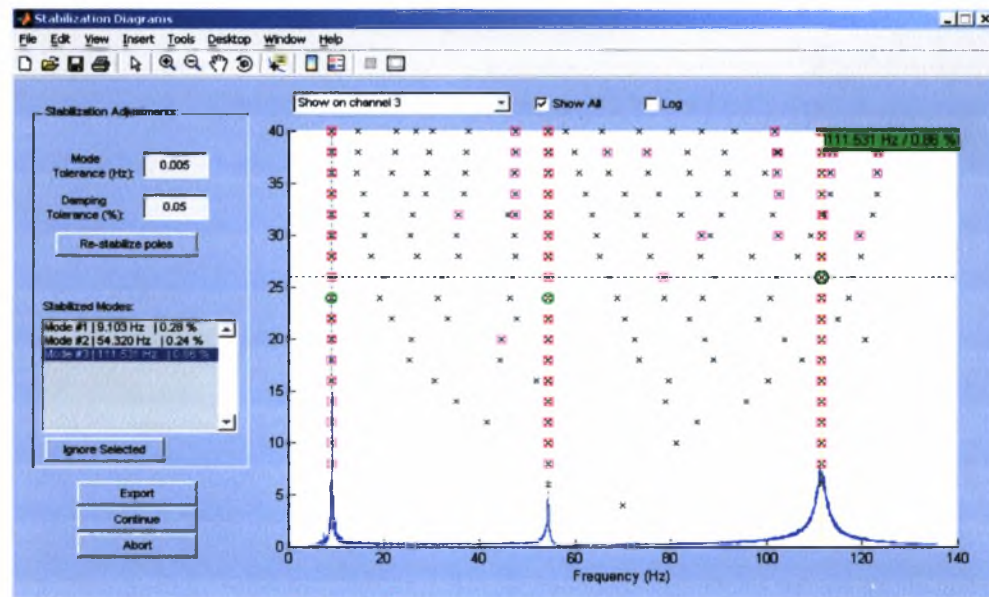 Stabilization Diagrams
File Edit View Insert Tools Desktop Window Help
Show on channel 3
Show All
Log
Stabilization Adjustments
Mode Tolerance (Hz): 0.005
Damping Tolerance (%): 0.05
Re-stabilize poles
Stabilized Modes:
Mode #1 | 9.103 Hz | 0.28 %
Mode #2 | 54.320 Hz | 0.24 %
Mode #3 | 111.531 Hz | 0.86 %
Ignore Selected
Export
Continue
Abort
111.531 Hz / 0.86 %
40
35
30
25
20
15
10
5
0
0 20 40 60 80 100 120 140
Frequency (Hz)